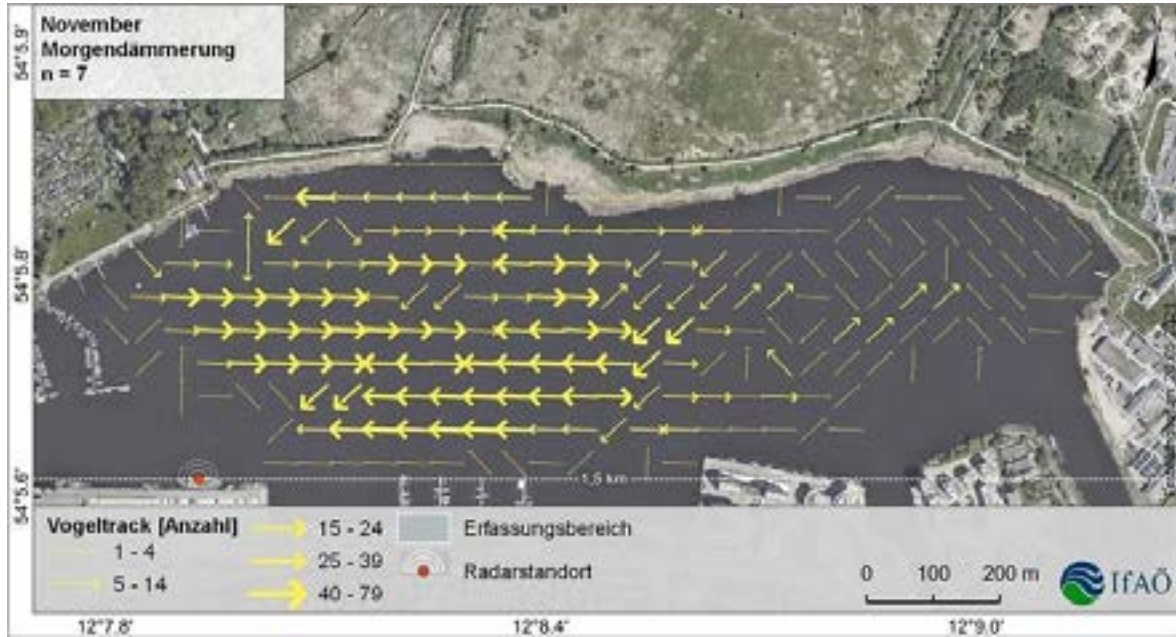 November
Morgendämmerung
n = 7
54°5.9'
54°5.8'
54°5.6'
1,5 km
Vogeltrack [Anzahl]
1 - 4
5 - 14
15 - 24
25 - 39
40 - 79
Erfassungsbereich
Radarstandort
0 100 200 m
IfAÖ
12°7.8'
12°8.4'
12°9.0'